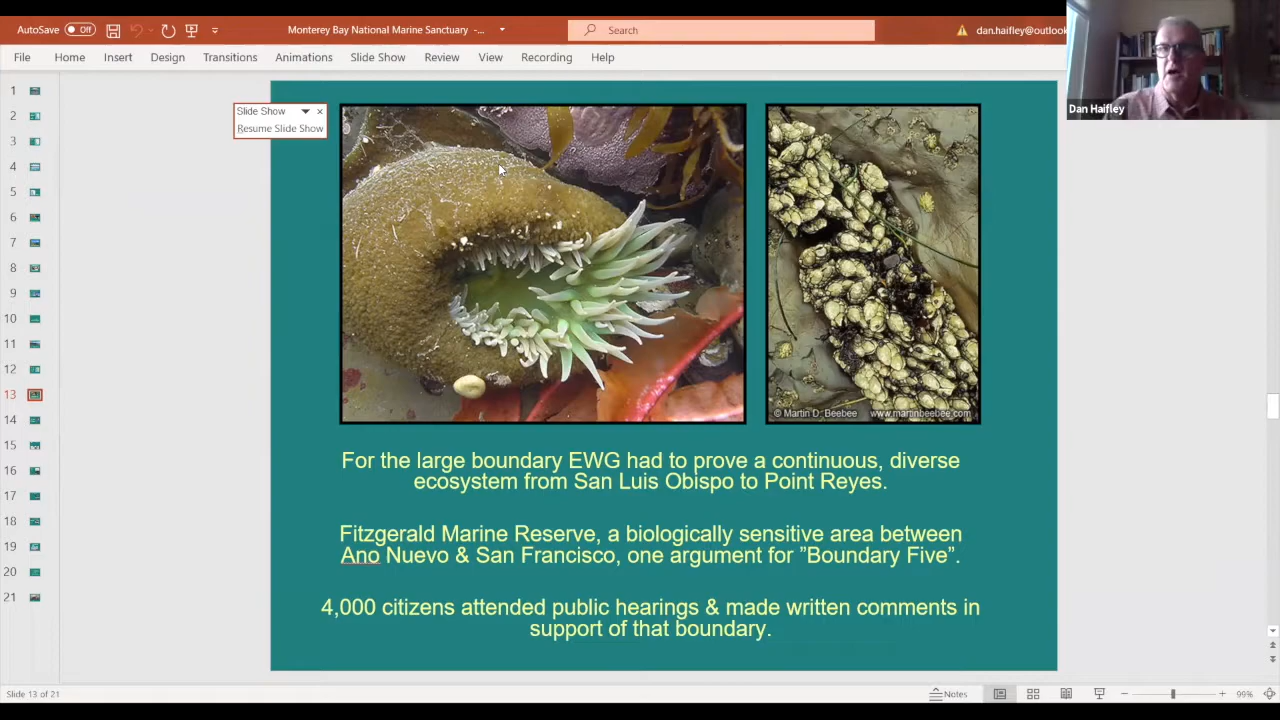 AutoSave
Off
Monterey Bay National Marine Sanctuary -...
Search
dan.haifley@outlook
File
Home
Insert
Design
Transitions
Animations
Slide Show
Review
View
Recording
Help
Dan Haifley
1
2
3
4
5
6
7
8
9
10
11
12
13
14
15
16
17
18
19
20
21
Slide Show
Resume Slide Show
© Martin D. Beebee www.martinbeebee.com
For the large boundary EWG had to prove a continuous, diverse
ecosystem from San Luis Obispo to Point Reyes.
Fitzgerald Marine Reserve, a biologically sensitive area between
Ano Nuevo & San Francisco, one argument for ”Boundary Five”.
4,000 citizens attended public hearings & made written comments in
support of that boundary.
Slide 13 of 21
Notes
99%